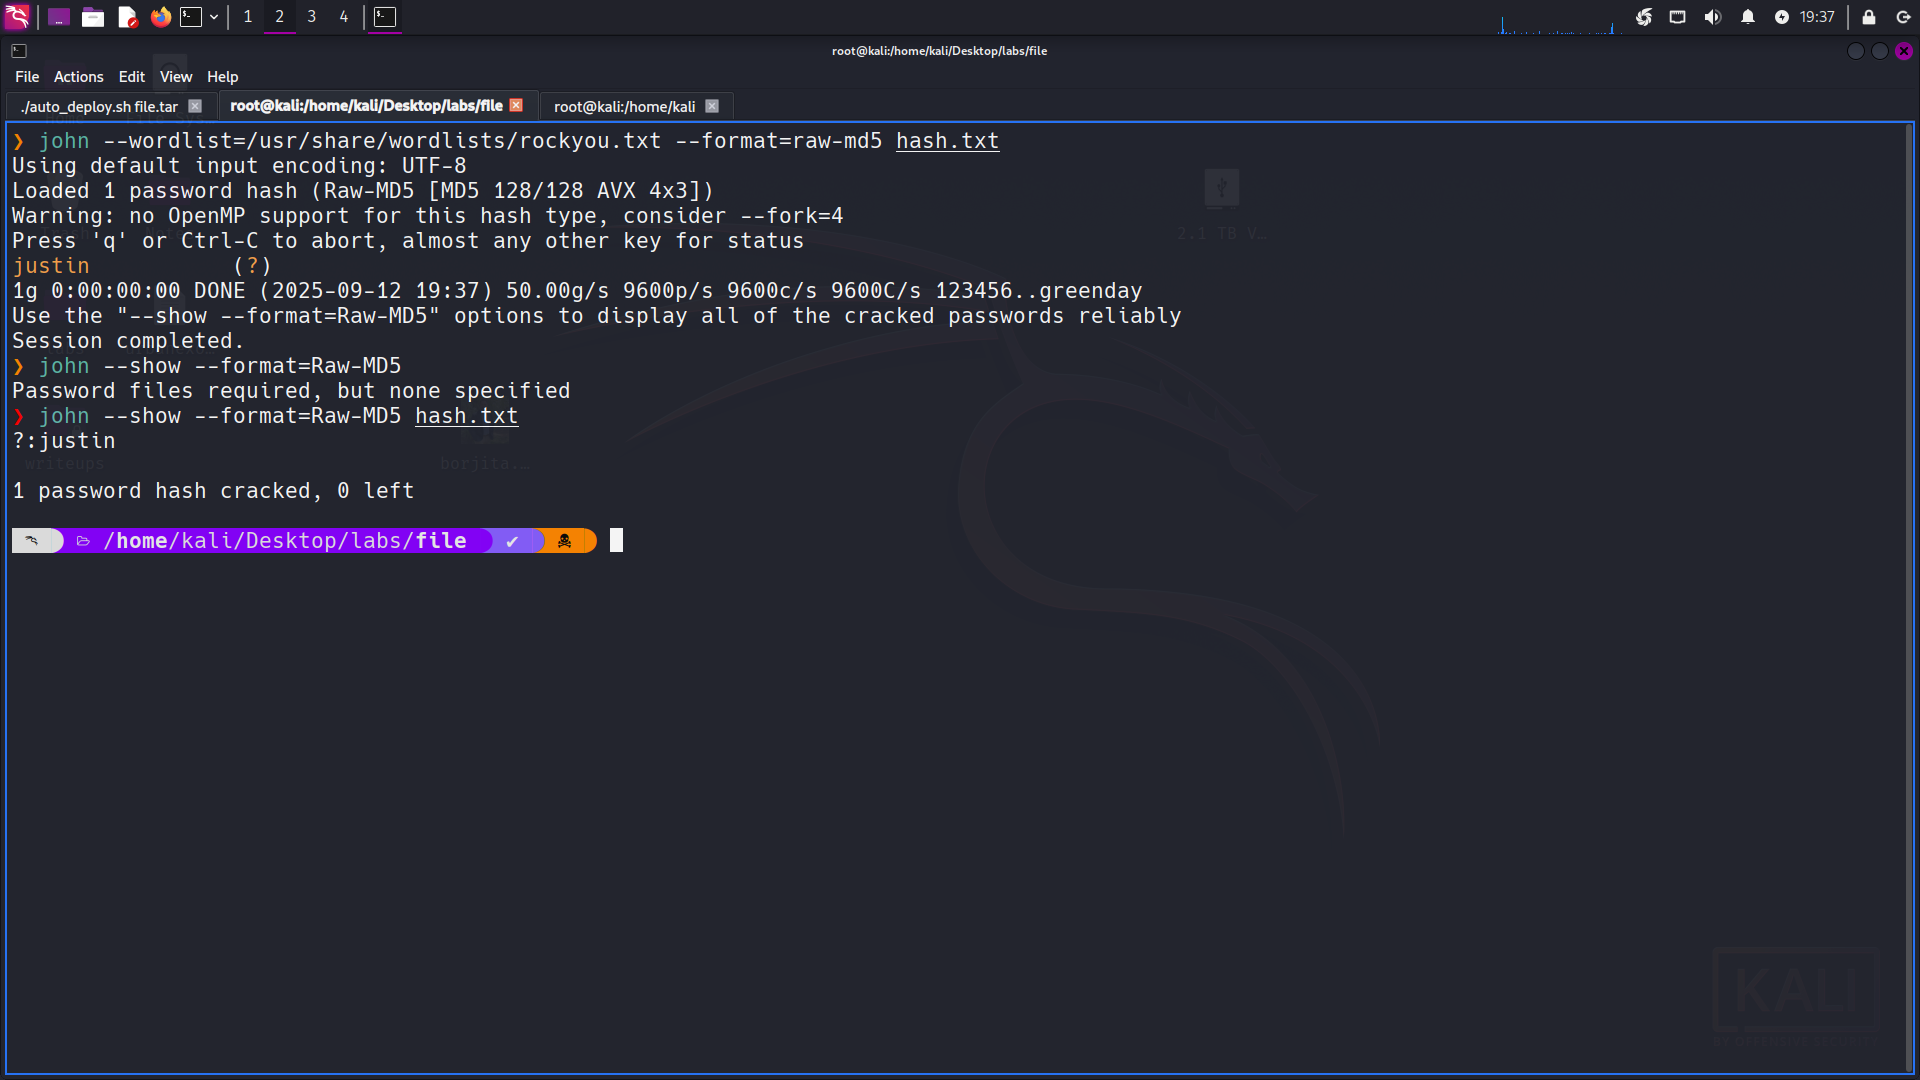 1 2 3 4 19:37
root@kali:/home/kali/Desktop/labs/file
File Actions Edit View Help
./auto_deploy.sh file.tar root@kali:/home/kali/Desktop/labs/file root@kali:/home/kali
❯ john --wordlist=/usr/share/wordlists/rockyou.txt --format=raw-md5 hash.txt
Using default input encoding: UTF-8
Loaded 1 password hash (Raw-MD5 [MD5 128/128 AVX 4x3])
Warning: no OpenMP support for this hash type, consider --fork=4
Press 'q' or Ctrl-C to abort, almost any other key for status
2.1 TB V...
justin (?)
1g 0:00:00:00 DONE (2025-09-12 19:37) 50.00g/s 9600p/s 9600c/s 9600C/s 123456..greenday
Use the "--show --format=Raw-MD5" options to display all of the cracked passwords reliably
Session completed.
❯ john --show --format=Raw-MD5
Password files required, but none specified
❯ john --show --format=Raw-MD5 hash.txt
?:justin
writeups borjita....
1 password hash cracked, 0 left
/home/kali/Desktop/labs/file ✔
KALI